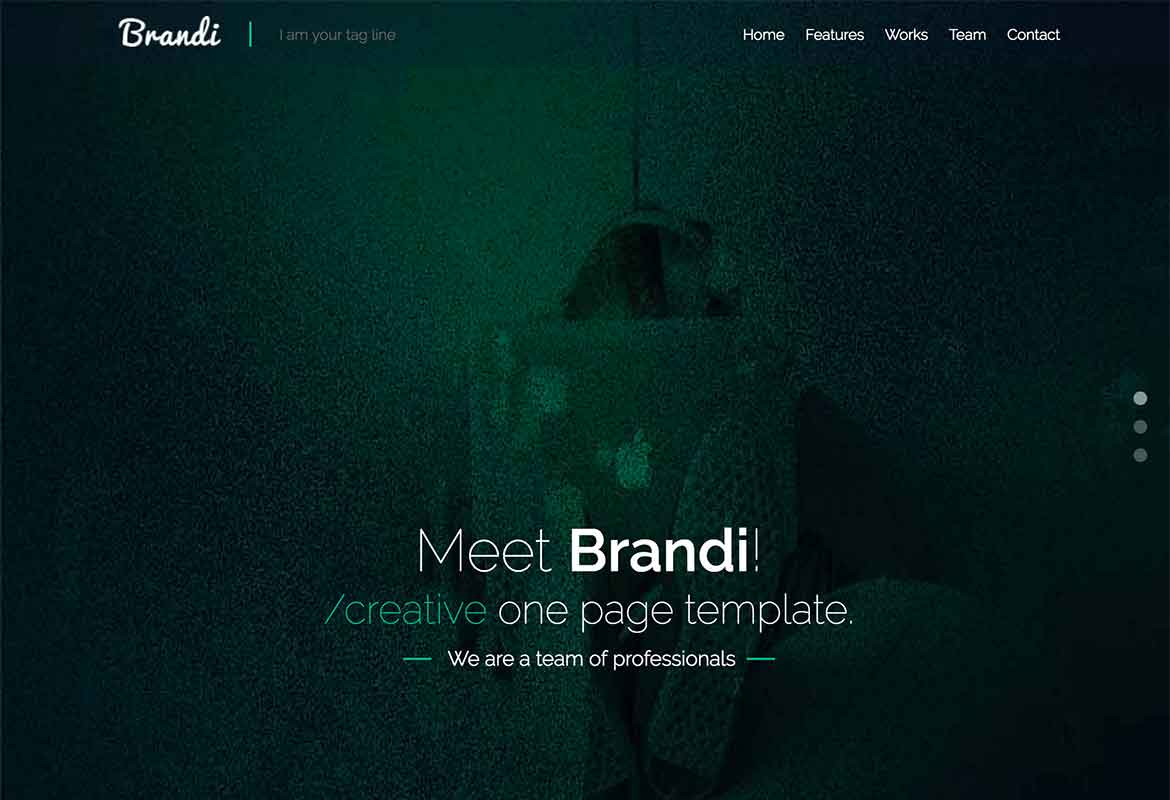 Brandi
I am your tag line
Home Features Works Team Contact
Meet Brandi!
/creative one page template.
We are a team of professionals